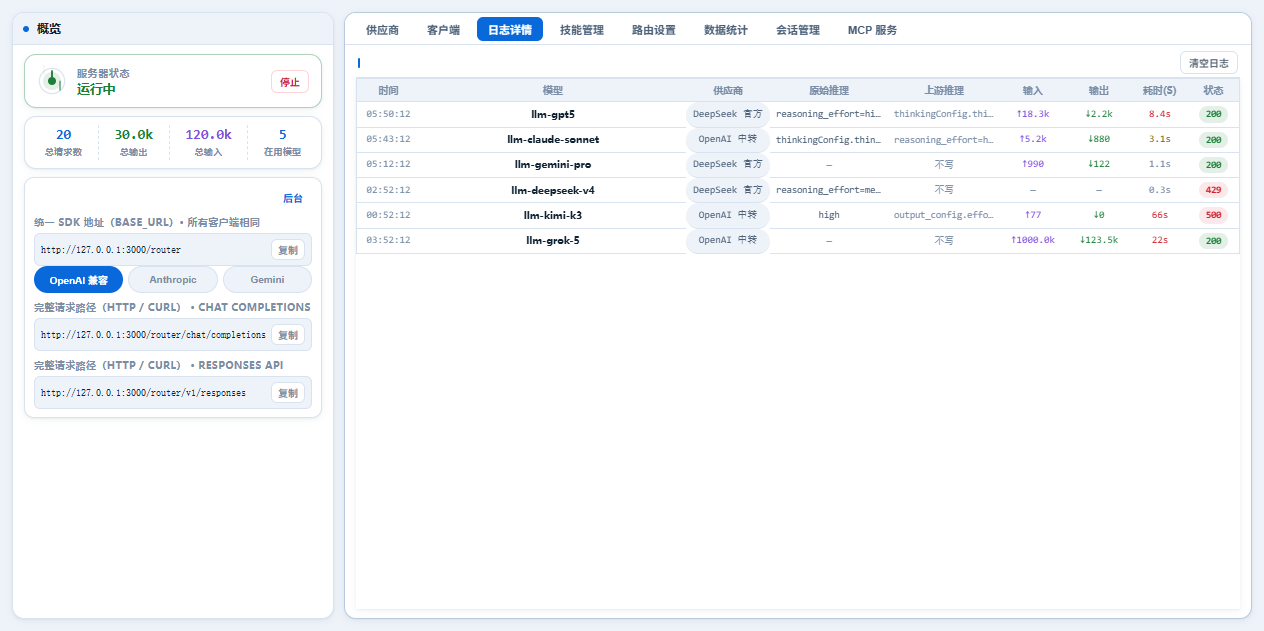 概览
服务器状态
运行中
停止
20 30.0k 120.0k 5
总请求数 总输出 总输入 在用模型
后台
统一 SDK 地址（BASE_URL）• 所有客户端相同
http://127.0.0.1:3000/router 复制
OpenAI 兼容 Anthropic Gemini
完整请求路径（HTTP / CURL） • CHAT COMPLETIONS
http://127.0.0.1:3000/router/chat/completions 复制
完整请求路径（HTTP / CURL） • RESPONSES API
http://127.0.0.1:3000/router/v1/responses 复制
供应商 客户端 日志详情 技能管理 路由设置 数据统计 会话管理 MCP 服务
清空日志
时间 模型 供应商 原始推理 上游推理 输入 输出 耗时(S) 状态
05:50:12 llm-gpt5 DeepSeek 官方 reasoning_effort=hi… thinkingConfig.thi… ↑18.3k ↓2.2k 8.4s 200
05:43:12 llm-claude-sonnet OpenAI 中转 thinkingConfig.thin… reasoning_effort=h… ↑5.2k ↓880 3.1s 200
05:12:12 llm-gemini-pro DeepSeek 官方 — 不写 ↑990 ↓122 1.1s 200
02:52:12 llm-deepseek-v4 DeepSeek 官方 reasoning_effort=me… 不写 — — 0.3s 429
00:52:12 llm-kimi-k3 OpenAI 中转 high output_config.effo… ↑77 ↓0 66s 500
03:52:12 llm-grok-5 OpenAI 中转 — 不写 ↑1000.0k ↓123.5k 22s 200